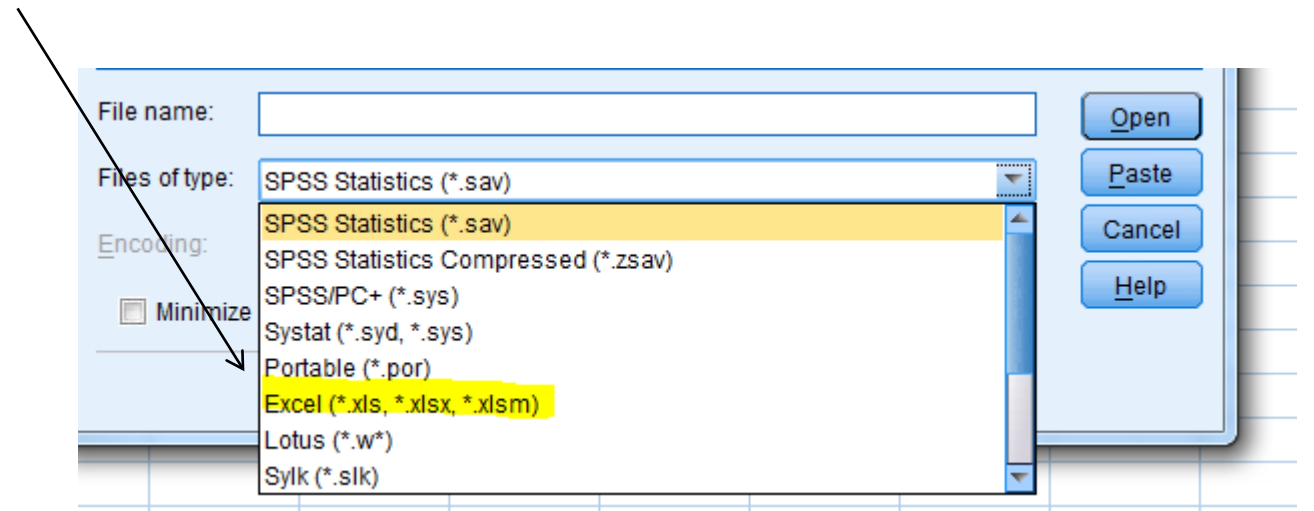 File name:
Open
Files of type:
SPSS Statistics (*.sav)
Paste
SPSS Statistics (*.sav)
Encoding:
Cancel
SPSS Statistics Compressed (*.zsav)
SPSS/PC+ (*.sys)
Help
Minimize
Systat (*.syd, *.sys)
Portable (*.por)
Excel (*.xls, *.xlsx, *.xlsm)
Lotus (*.w*)
Sylk (*.slk)